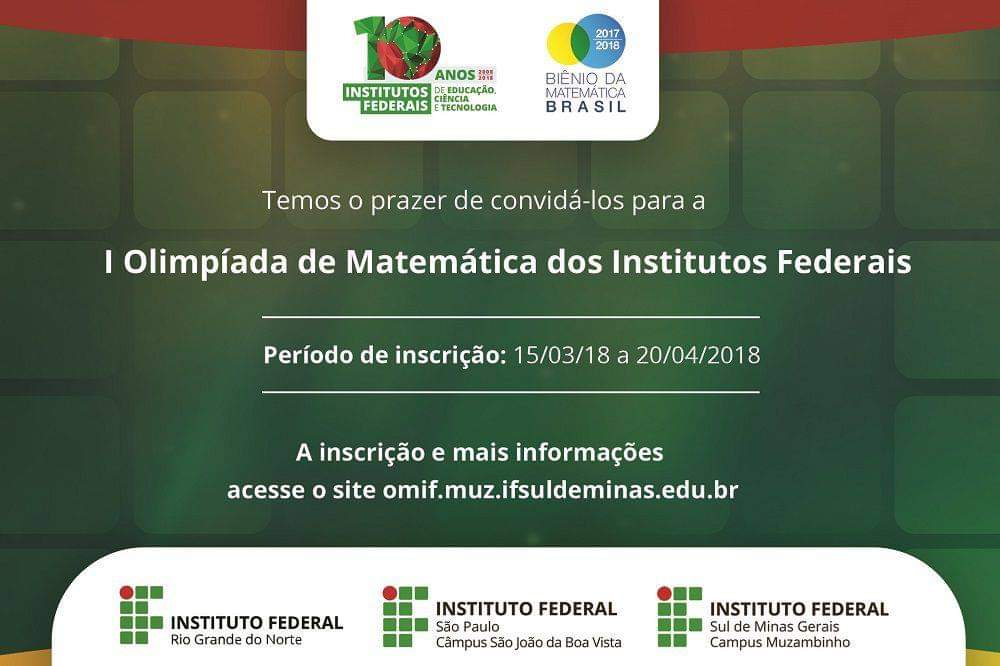 10 ANOS 2008 2018
INSTITUTOS FEDERAIS
DE EDUCAÇÃO,
CIÊNCIA
E TECNOLOGIA
2017
2018
BIÊNIO DA
MATEMÁTICA
BRASIL
Temos o prazer de convidá-los para a
I Olimpíada de Matemática dos Institutos Federais
Período de inscrição: 15/03/18 a 20/04/2018
A inscrição e mais informações
acesse o site omif.muz.ifsuldeminas.edu.br
INSTITUTO FEDERAL
Rio Grande do Norte
INSTITUTO FEDERAL
São Paulo
Câmpus São João da Boa Vista
INSTITUTO FEDERAL
Sul de Minas Gerais
Campus Muzambinho